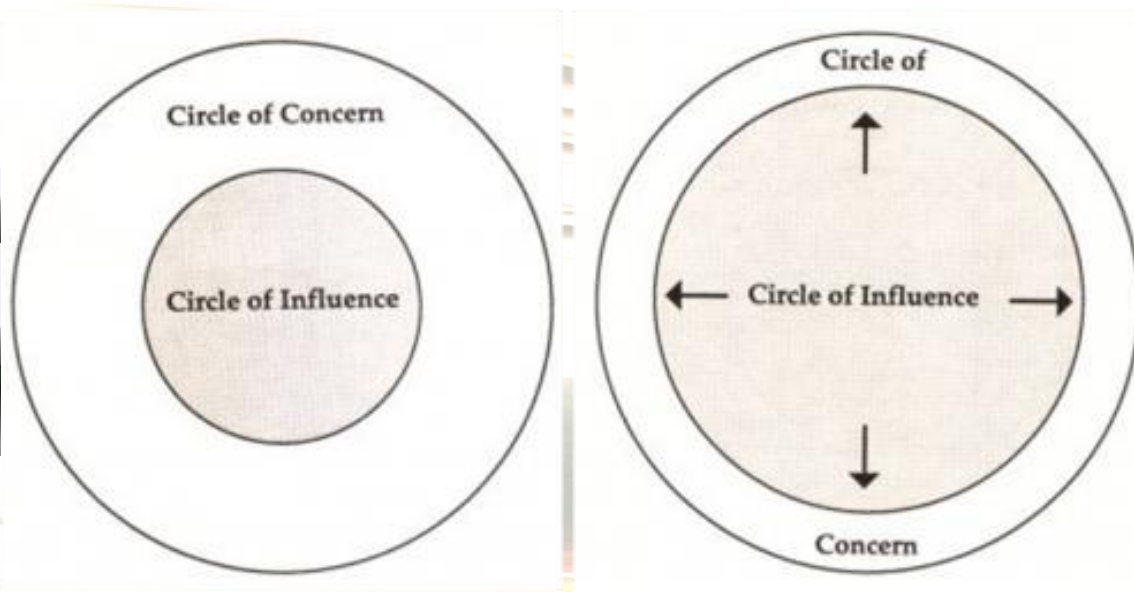 Circle of Concern
Circle of Influence
Circle of
Circle of Influence
Concern